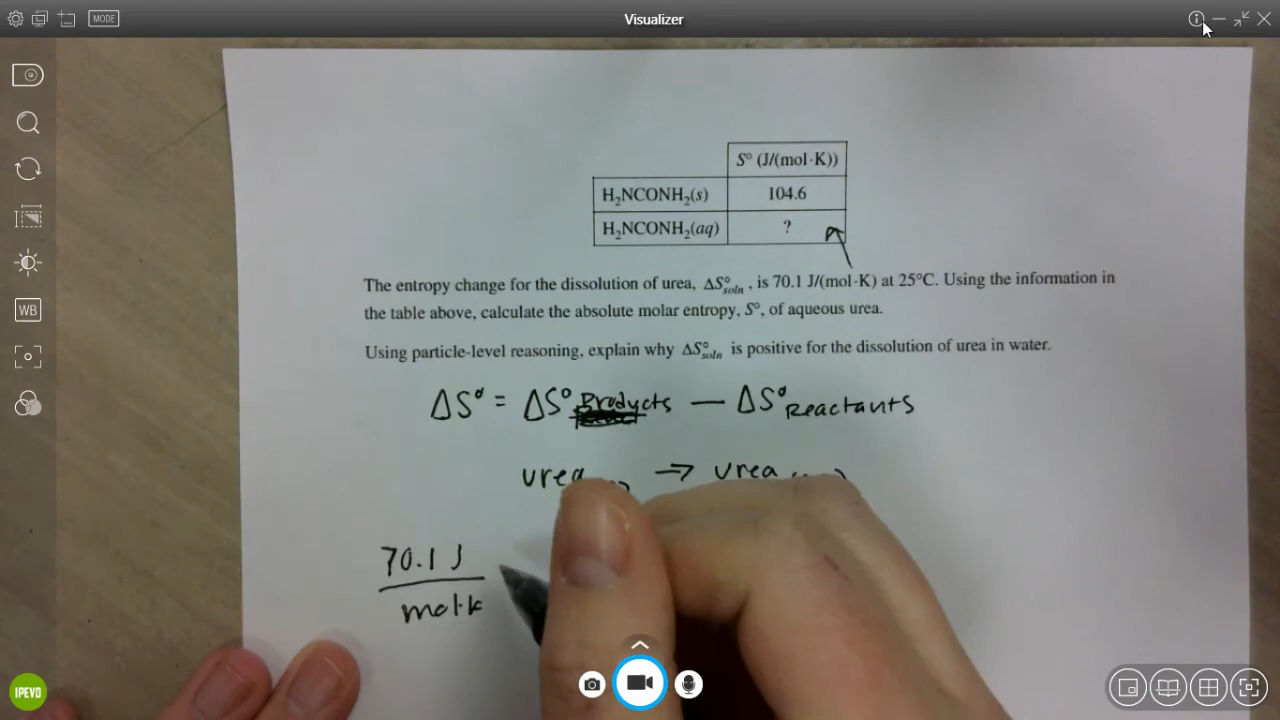 MODE
Visualizer
S° (J/(mol·K))
H₂NCONH₂(s) 104.6
H₂NCONH₂(aq) ?
The entropy change for the dissolution of urea, ΔS°soln, is 70.1 J/(mol·K) at 25°C. Using the information in
the table above, calculate the absolute molar entropy, S°, of aqueous urea.
Using particle-level reasoning, explain why ΔS°soln is positive for the dissolution of urea in water.
ΔS° = ΔS° Products — ΔS° Reactants
urea → urea
70.1 J
mol·k
WB
IPEVO